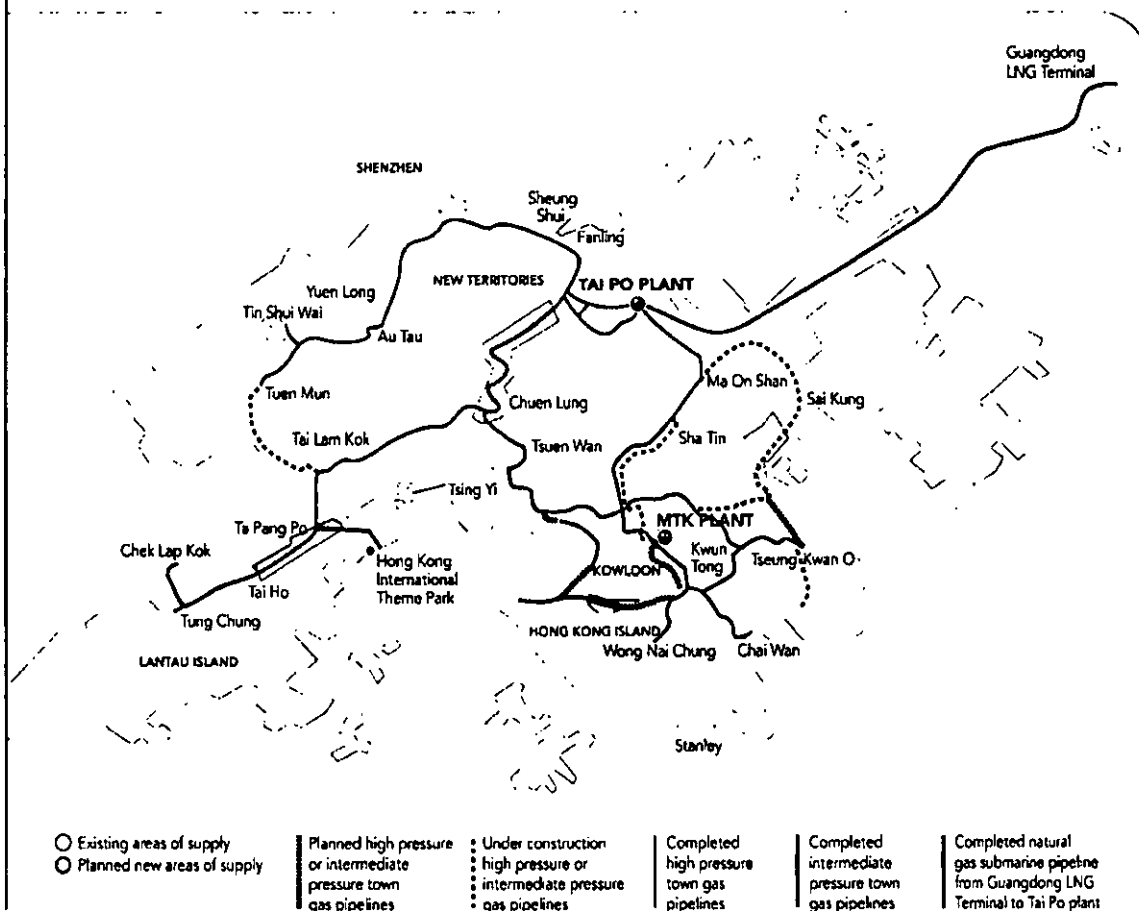 Guangdong
LNG Terminal
SHENZHEN
Sheung
Shui
Fanling
NEW TERRITORIES
TAI PO PLANT
Yuen Long
Tin Shui Wai
Au Tau
Ma On Shan
Tuen Mun
Chuen Lung
Sai Kung
Tai Lam Kok
Tsuen Wan
Sha Tin
Tsing Yi
MTK PLANT
Ta Pang Po
Chek Lap Kok
Kwun
Tong
Tseung Kwan O
Hong Kong
International
Theme Park
KOWLOON
Tai Ho
Tung Chung
HONG KONG ISLAND
Wong Nai Chung
Chai Wan
LANTAU ISLAND
Stanley
Existing areas of supply
Planned new areas of supply
Planned high pressure
or intermediate
pressure town
gas pipelines
Under construction
high pressure or
intermediate pressure
gas pipelines
Completed
high pressure
town gas
pipelines
Completed
intermediate
pressure town
gas pipelines
Completed natural
gas submarine pipeline
from Guangdong LNG
Terminal to Tai Po plant